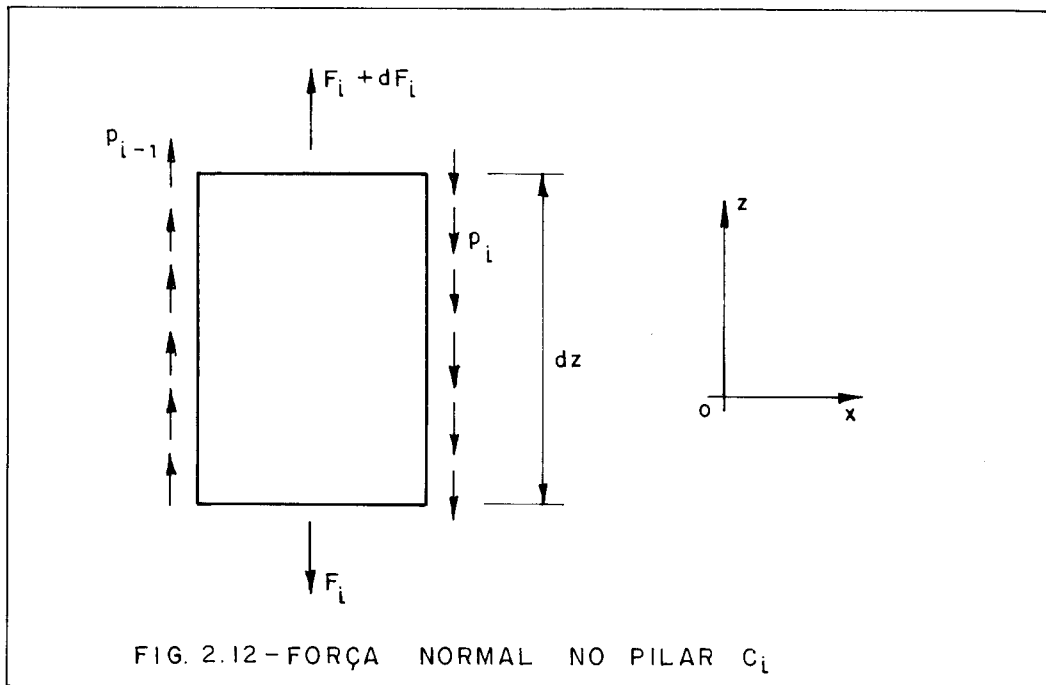 F_i + dF_i
p_{i-1}
p_i
dz
F_i
z
o
x
FIG. 2.12-FORÇA NORMAL NO PILAR C_i